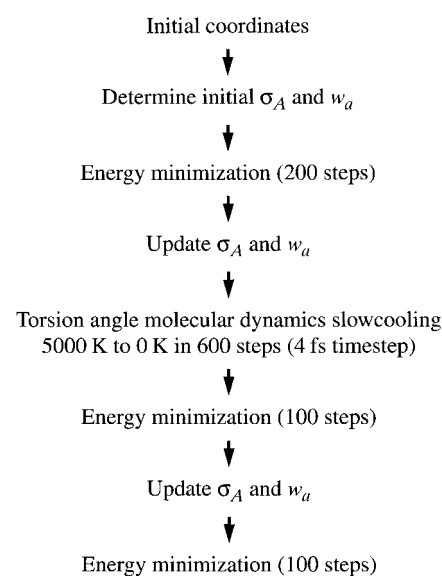 Initial coordinates
Determine initial σA and wa
Energy minimization (200 steps)
Update σA and wa
Torsion angle molecular dynamics slowcooling
5000 K to 0 K in 600 steps (4 fs timestep)
Energy minimization (100 steps)
Update σA and wa
Energy minimization (100 steps)